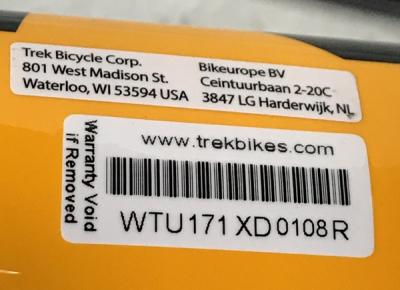 Trek Bicycle Corp.
801 West Madison St.
Waterloo, WI 53594 USA
Bikeurope BV
Ceintuurbaan 2-20C
3847 LG Harderwijk, NL
Warranty Void
if Removed
www.trekbikes.com
WTU171XD0108R